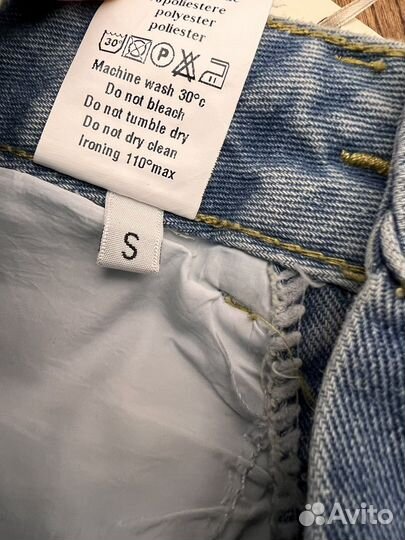 poliestere
polyester
poliester
30°
P
Machine wash 30°c
Do not bleach
Do not tumble dry
Do not dry clean
Ironing 110°max
S
Avito